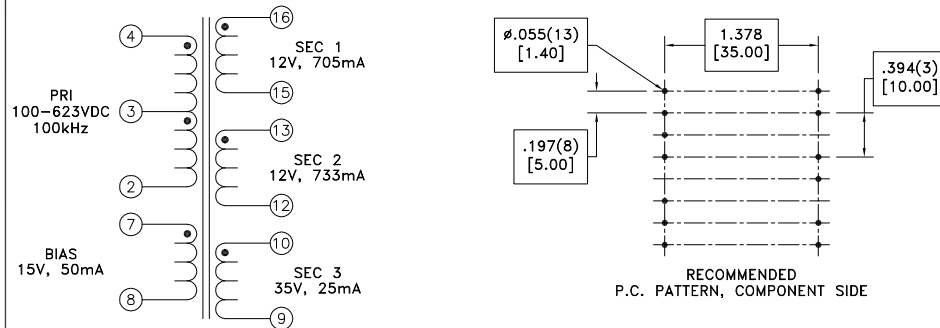 4
3
2
7
8
PRI
100-623VDC
100kHz
BIAS
15V, 50mA
16
15
13
12
10
9
SEC 1
12V, 705mA
SEC 2
12V, 733mA
SEC 3
35V, 25mA
ø.055(13)
[1.40]
1.378
[35.00]
.394(3)
[10.00]
.197(8)
[5.00]
RECOMMENDED
P.C. PATTERN, COMPONENT SIDE